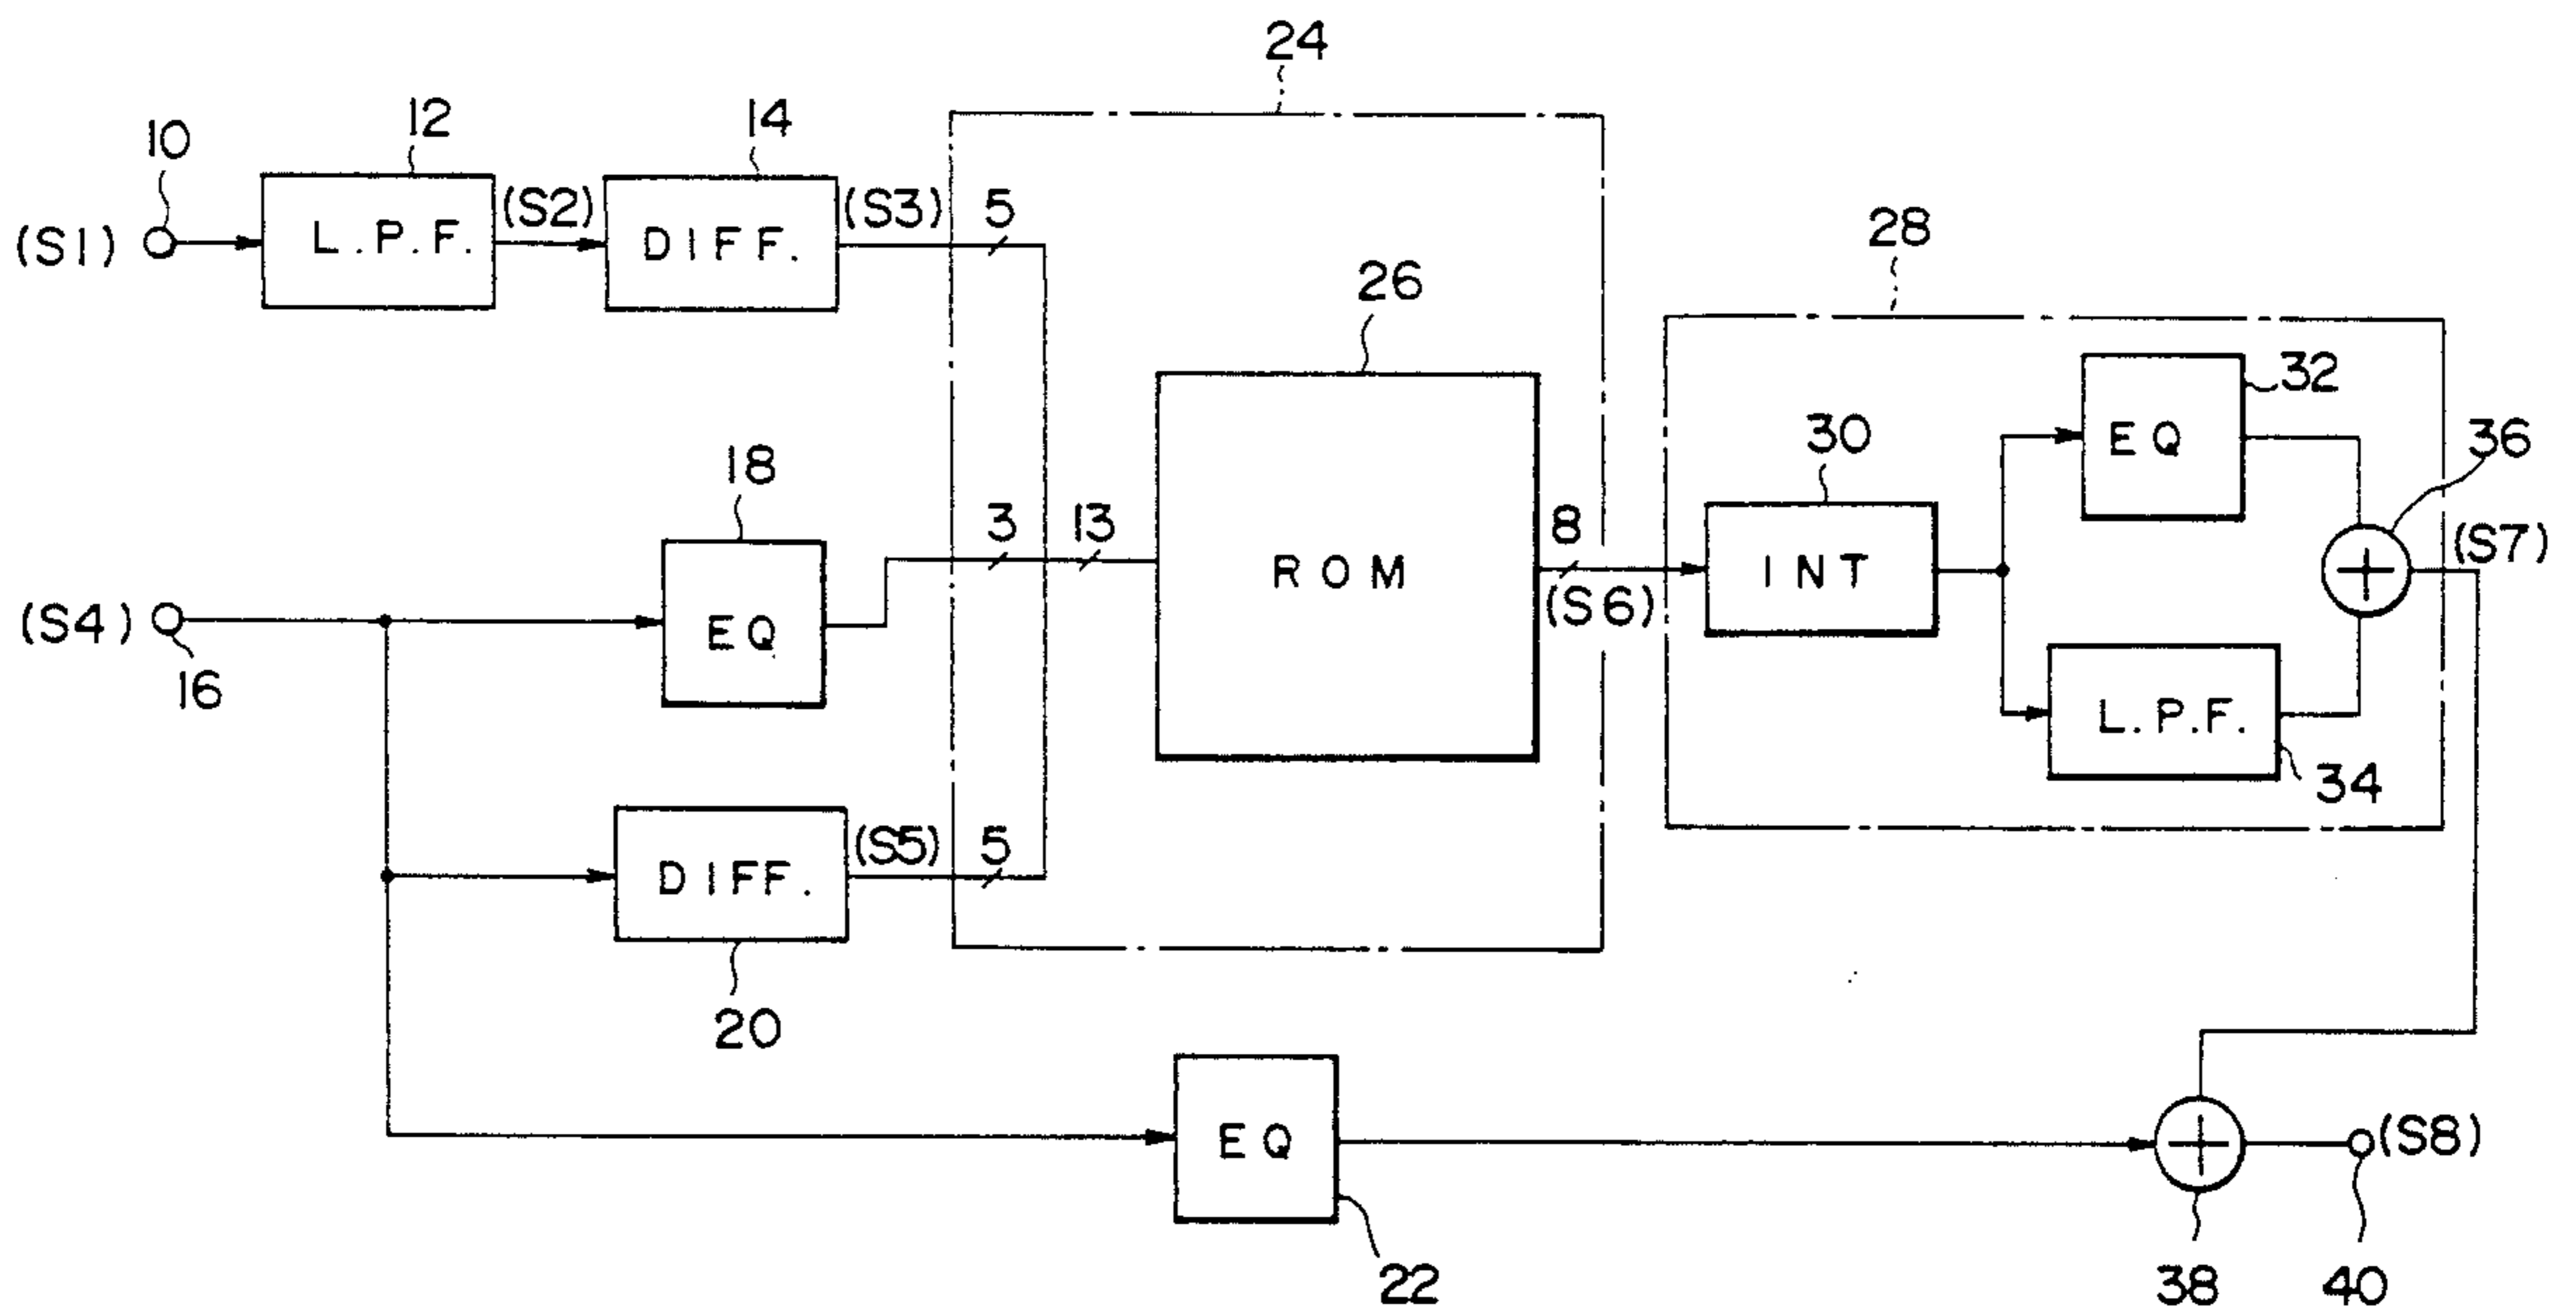 24
12
14
10
(S1)
L.P.F.
(S2)
DIFF.
(S3)
5
28
26
32
EQ
36
30
18
3
13
8
(S7)
ROM
INT
(S6)
(S4)
EQ
16
L.P.F.
34
(S5)
5
DIFF.
20
EQ
(S8)
22
38
40